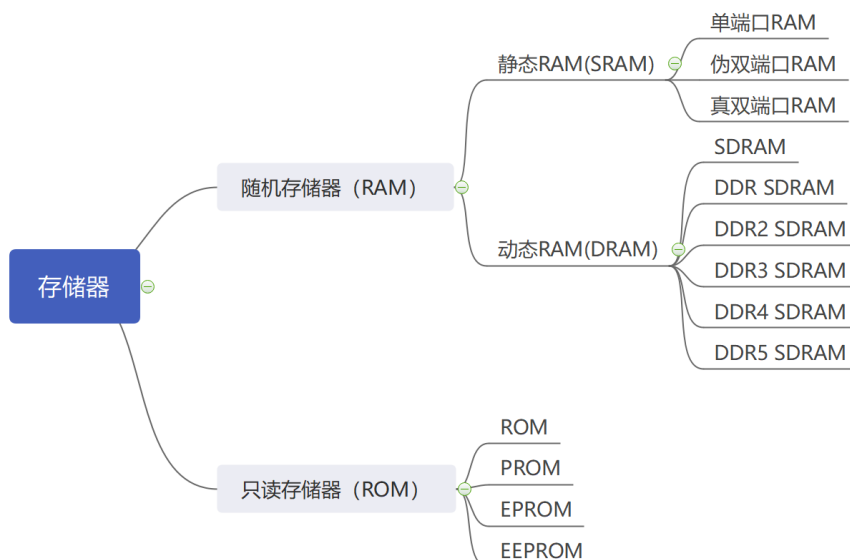 存储器
随机存储器（RAM）
静态RAM(SRAM)
单端口RAM
伪双端口RAM
真双端口RAM
动态RAM(DRAM)
SDRAM
DDR SDRAM
DDR2 SDRAM
DDR3 SDRAM
DDR4 SDRAM
DDR5 SDRAM
只读存储器（ROM）
ROM
PROM
EPROM
EEPROM